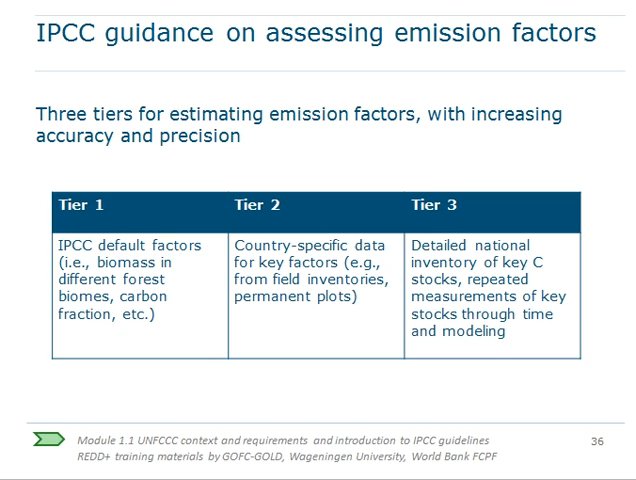 IPCC guidance on assessing emission factors
Three tiers for estimating emission factors, with increasing
accuracy and precision
Tier 1
Tier 2
Tier 3
IPCC default factors
(i.e., biomass in
different forest
biomes, carbon
fraction, etc.)
Country-specific data
for key factors (e.g.,
from field inventories,
permanent plots)
Detailed national
inventory of key C
stocks, repeated
measurements of key
stocks through time
and modeling
Module 1.1 UNFCCC context and requirements and introduction to IPCC guidelines
REDD+ training materials by GOFC-GOLD, Wageningen University, World Bank FCPF
36